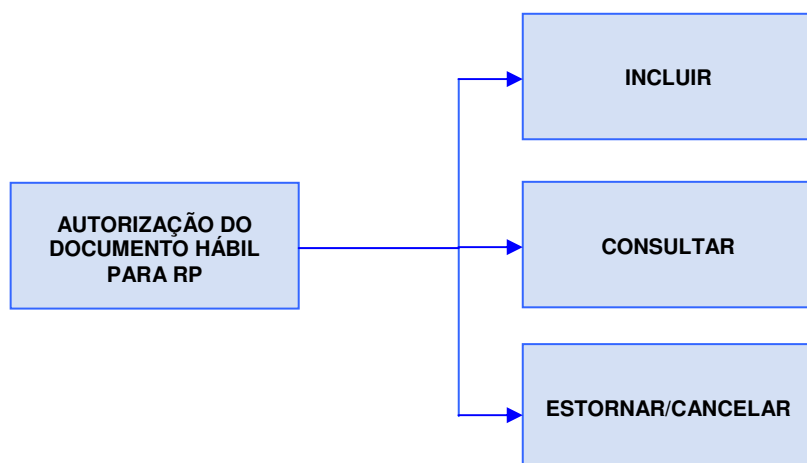 INCLUIR
AUTORIZAÇÃO DO
DOCUMENTO HÁBIL
PARA RP
CONSULTAR
ESTORNAR/CANCELAR